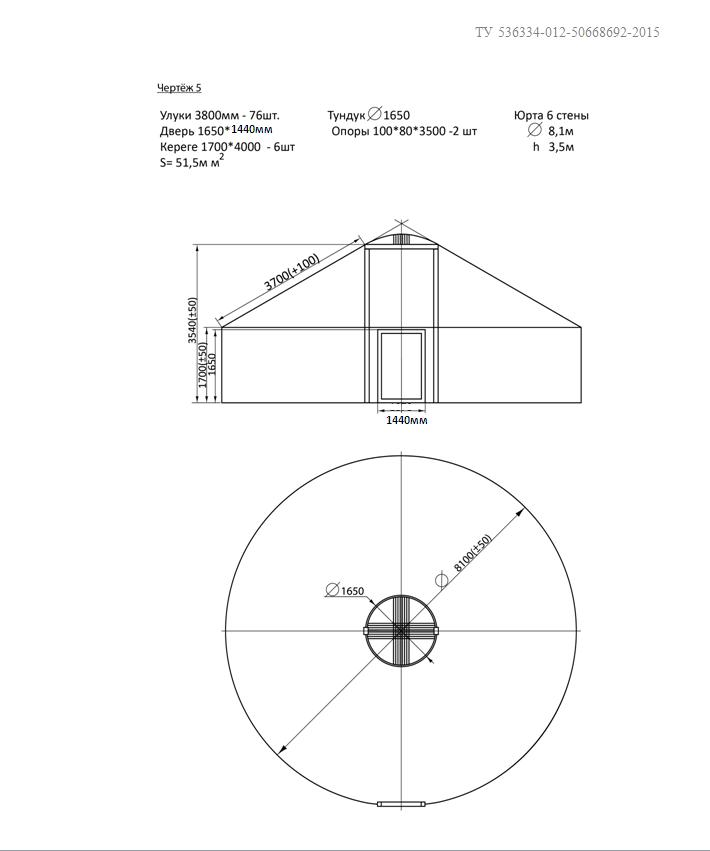 ТУ 536334-012-50668692-2015
Чертёж 5
Улуки 3800мм - 76шт.
Дверь 1650*1440мм
Кереге 1700*4000 - 6шт
S= 51,5м м²
Тундук ∅1650
Опоры 100*80*3500 -2 шт
Юрта 6 стены
∅ 8,1м
h 3,5м
3700(+100)
3540(±50)
1700(±50)
1650
1440мм
∅1650
∅ 8100(±50)